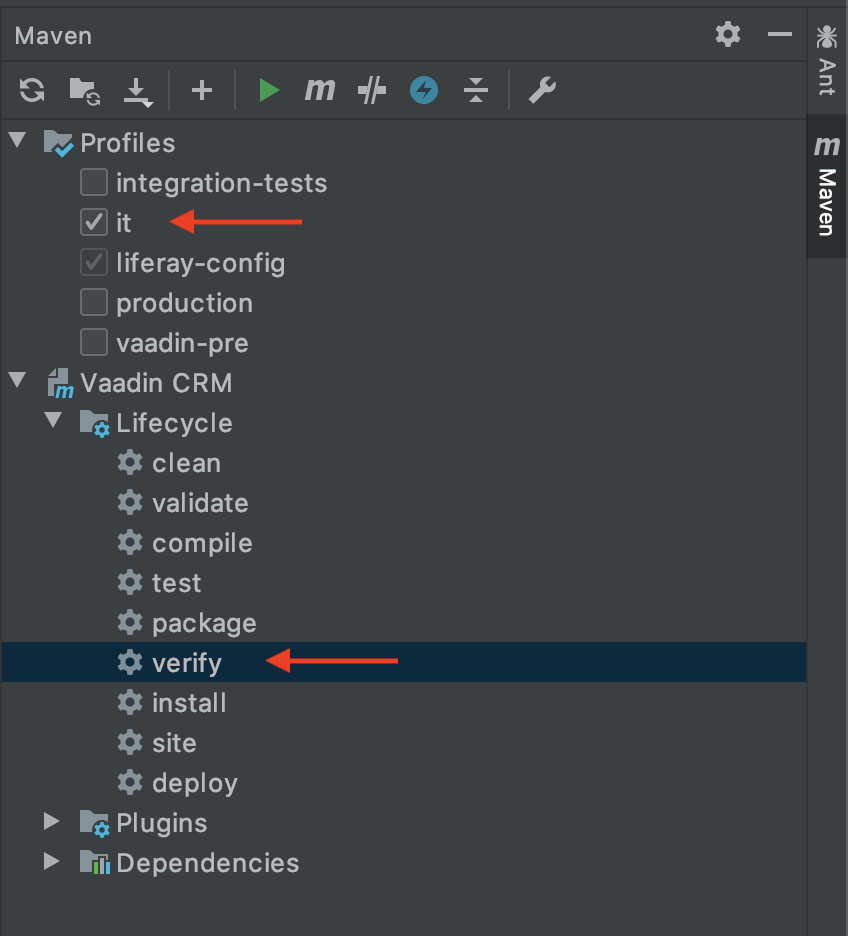 Maven
m
Profiles
integration-tests
it
liferay-config
production
vaadin-pre
m
Vaadin CRM
Lifecycle
clean
validate
compile
test
package
verify
install
site
deploy
Plugins
Dependencies
Ant
m
Maven